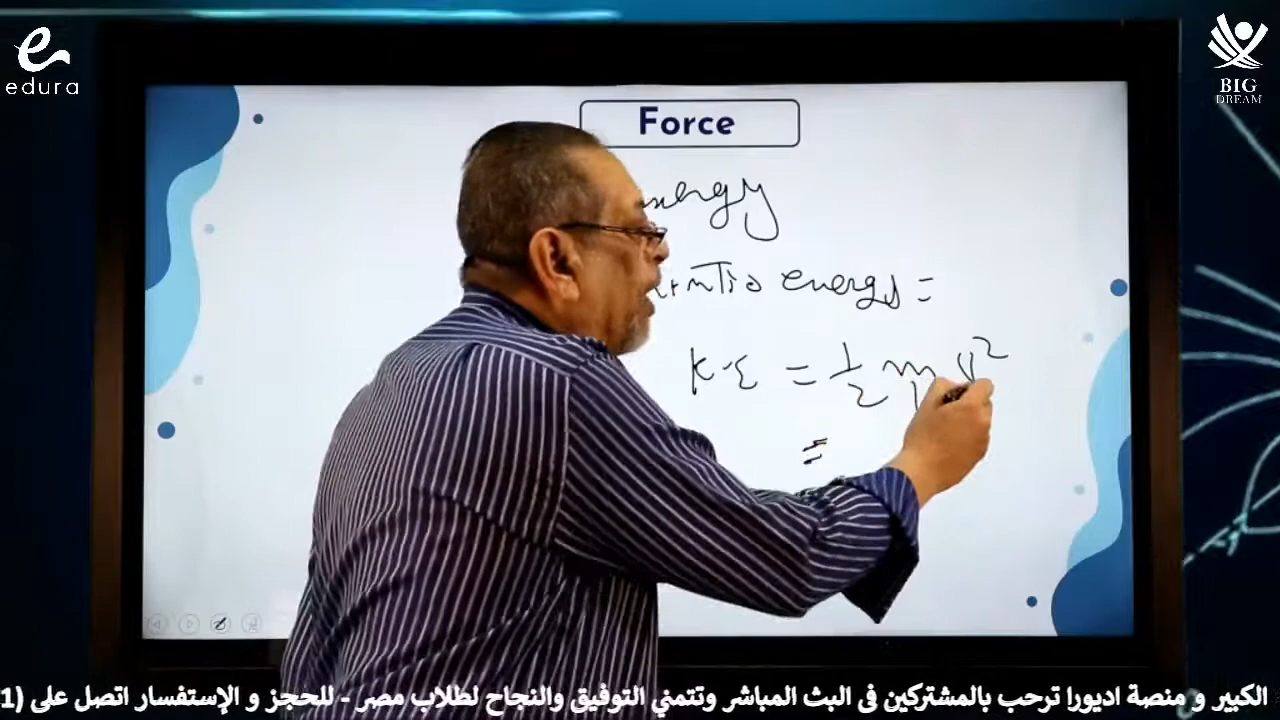 edura
BIG
DREAM
Force
energy
energy =
K.E = 1/2 m v²
=
الكبير و منصة اديورا ترحب بالمشتركين فى البث المباشر وتتمني التوفيق والنجاح لطلاب مصر - للحجز و الإستفسار اتصل على (1